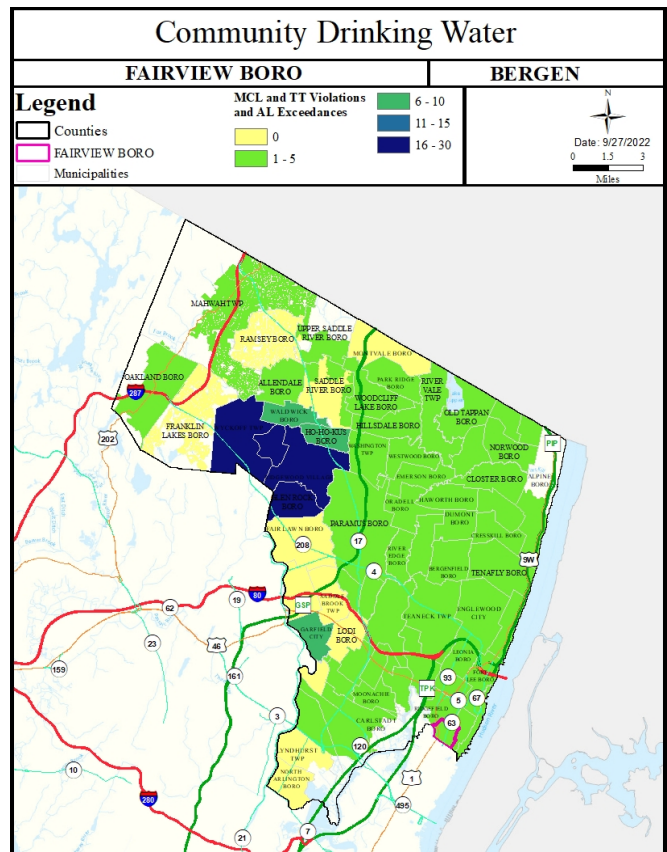 Community Drinking Water
FAIRVIEW BORO
BERGEN
Legend
Counties
FAIRVIEW BORO
Municipalities
MCL and TT Violations
and AL Exceedances
0
1 - 5
6 - 10
11 - 15
16 - 30
N
Date: 9/27/2022
0 1.5 3
Miles
MAHWAH TWP
RAMSEY BORO
UPPER SADDLE
RIVER BORO
MONTVALE BORO
OAKLAND BORO
287
ALLENDALE
BORO
SADDLE
RIVER BORO
PARK RIDGE
BORO
RIVER
VALE
TWP
WOODCLIFF
LAKE BORO
OLD TAPPAN
BORO
FRANKLIN
LAKES BORO
WALDWICK
BORO
HO-HO-KUS
BORO
HILLSDALE BORO
202
WASHINGTON
TWP
WESTWOOD BORO
NORWOOD
BORO
PIP
EMERSON BORO
CLOSTER BORO
ALPINE
BORO
GLEN ROCK
BORO
ORADELL
BORO
HAWORTH BORO
DUMONT
BORO
FAIR LAWN BORO
PARAMUS BORO
CRESSKILL BORO
208
17
RIVER
EDGE
BORO
4
BERGENFIELD
BORO
TENAFLY BORO
9W
80
19
62
GSP
BROOK
TWP
TEANECK TWP
ENGLEWOOD
CITY
GARFIELD
CITY
LODI
BORO
46
23
LEONIA
BORO
FORT
LEE BORO
159
161
93
67
TPK
5
MOONACHIE
BORO
63
3
CARLSTADT
BORO
120
LYNDHURST
TWP
NORTH
ARLINGTON
BORO
10
1
280
495
21
7